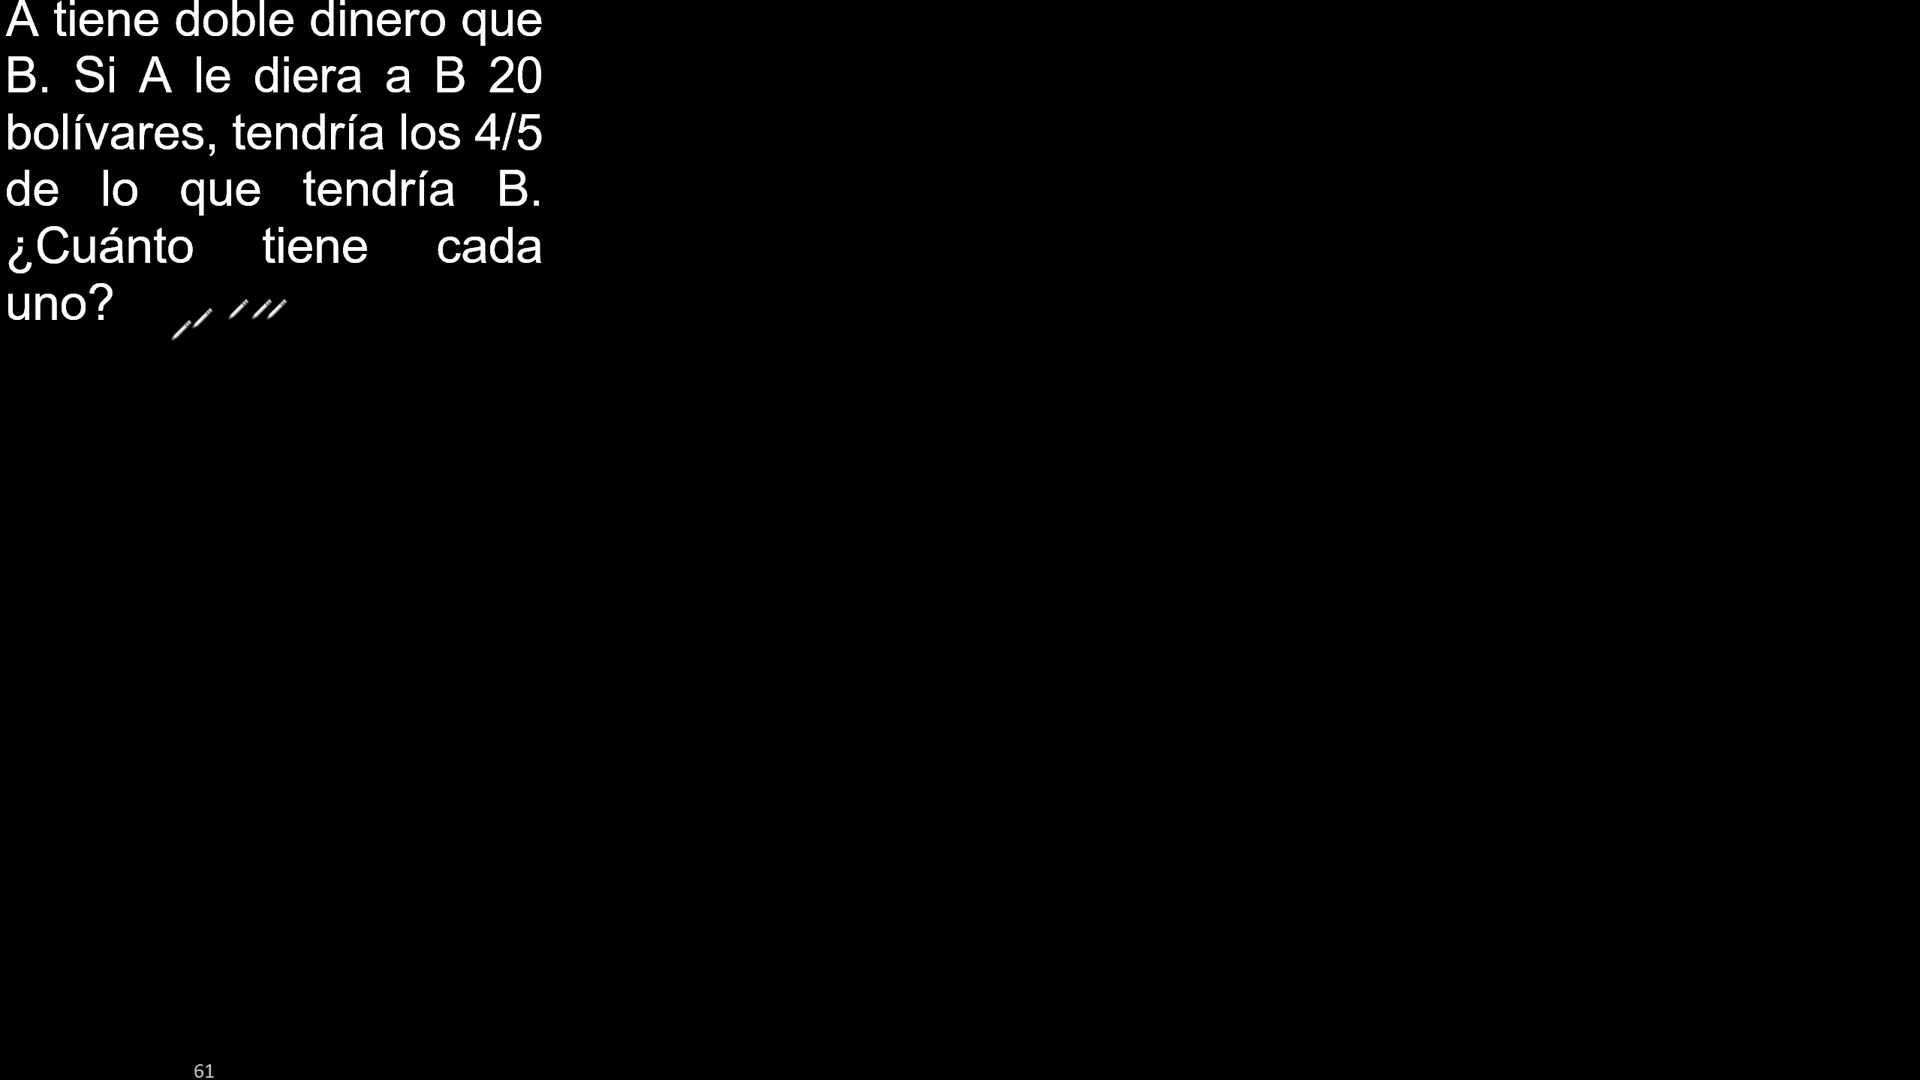 A tiene doble dinero que
B. Si A le diera a B 20
bolívares, tendría los 4/5
de lo que tendría B.
¿Cuánto tiene cada
uno?
61